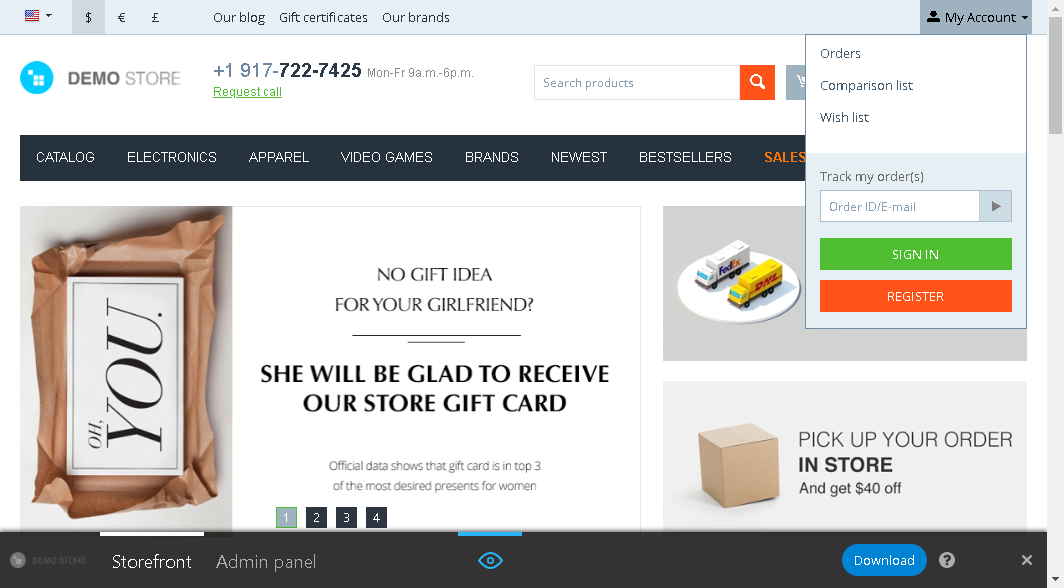 $ € £ Our blog Gift certificates Our brands My Account
Orders
Comparison list
Wish list
DEMO STORE
+1 917-722-7425 Mon-Fr 9a.m.-6p.m.
Request call
Search products
CATALOG ELECTRONICS APPAREL VIDEO GAMES BRANDS NEWEST BESTSELLERS SALES
Track my order(s)
Order ID/E-mail
SIGN IN
REGISTER
OH,
YOU.
NO GIFT IDEA
FOR YOUR GIRLFRIEND?
SHE WILL BE GLAD TO RECEIVE
OUR STORE GIFT CARD
Official data shows that gift card is in top 3
of the most desired presents for women
1 2 3 4
FedEx
DHL
PICK UP YOUR ORDER
IN STORE
And get $40 off
DEMO STORE Storefront Admin panel Download ?